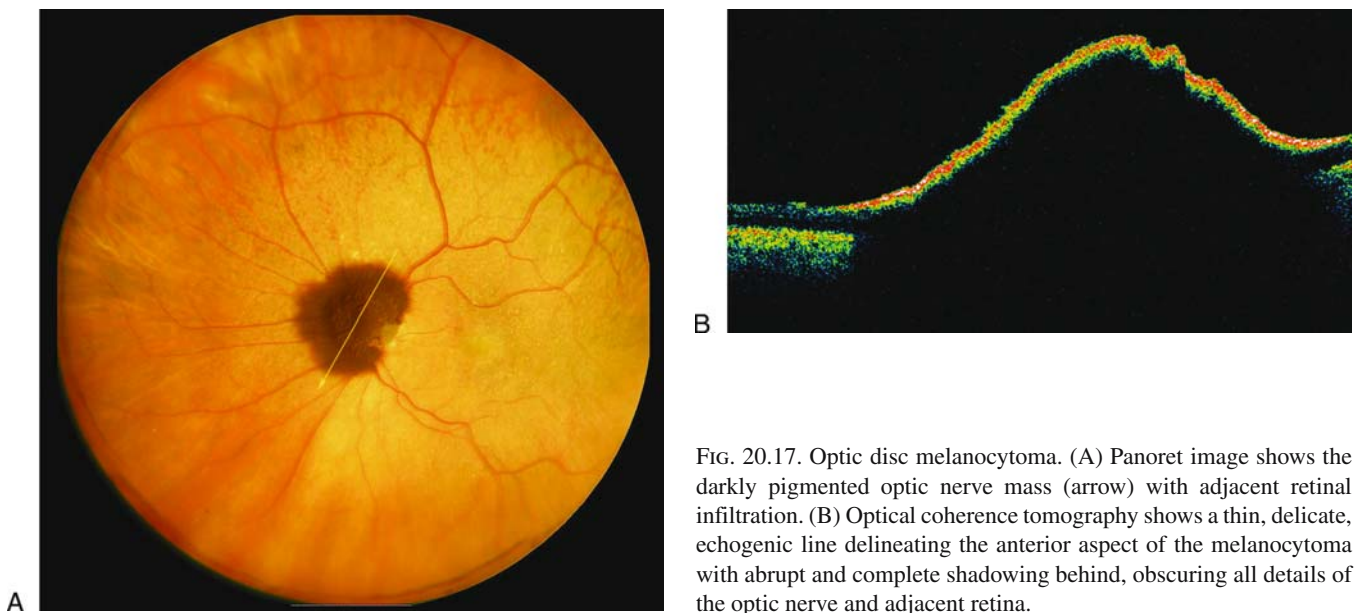 A
B
FIG. 20.17. Optic disc melanocytoma. (A) Panoret image shows the
darkly pigmented optic nerve mass (arrow) with adjacent retinal
infiltration. (B) Optical coherence tomography shows a thin, delicate,
echogenic line delineating the anterior aspect of the melanocytoma
with abrupt and complete shadowing behind, obscuring all details of
the optic nerve and adjacent retina.